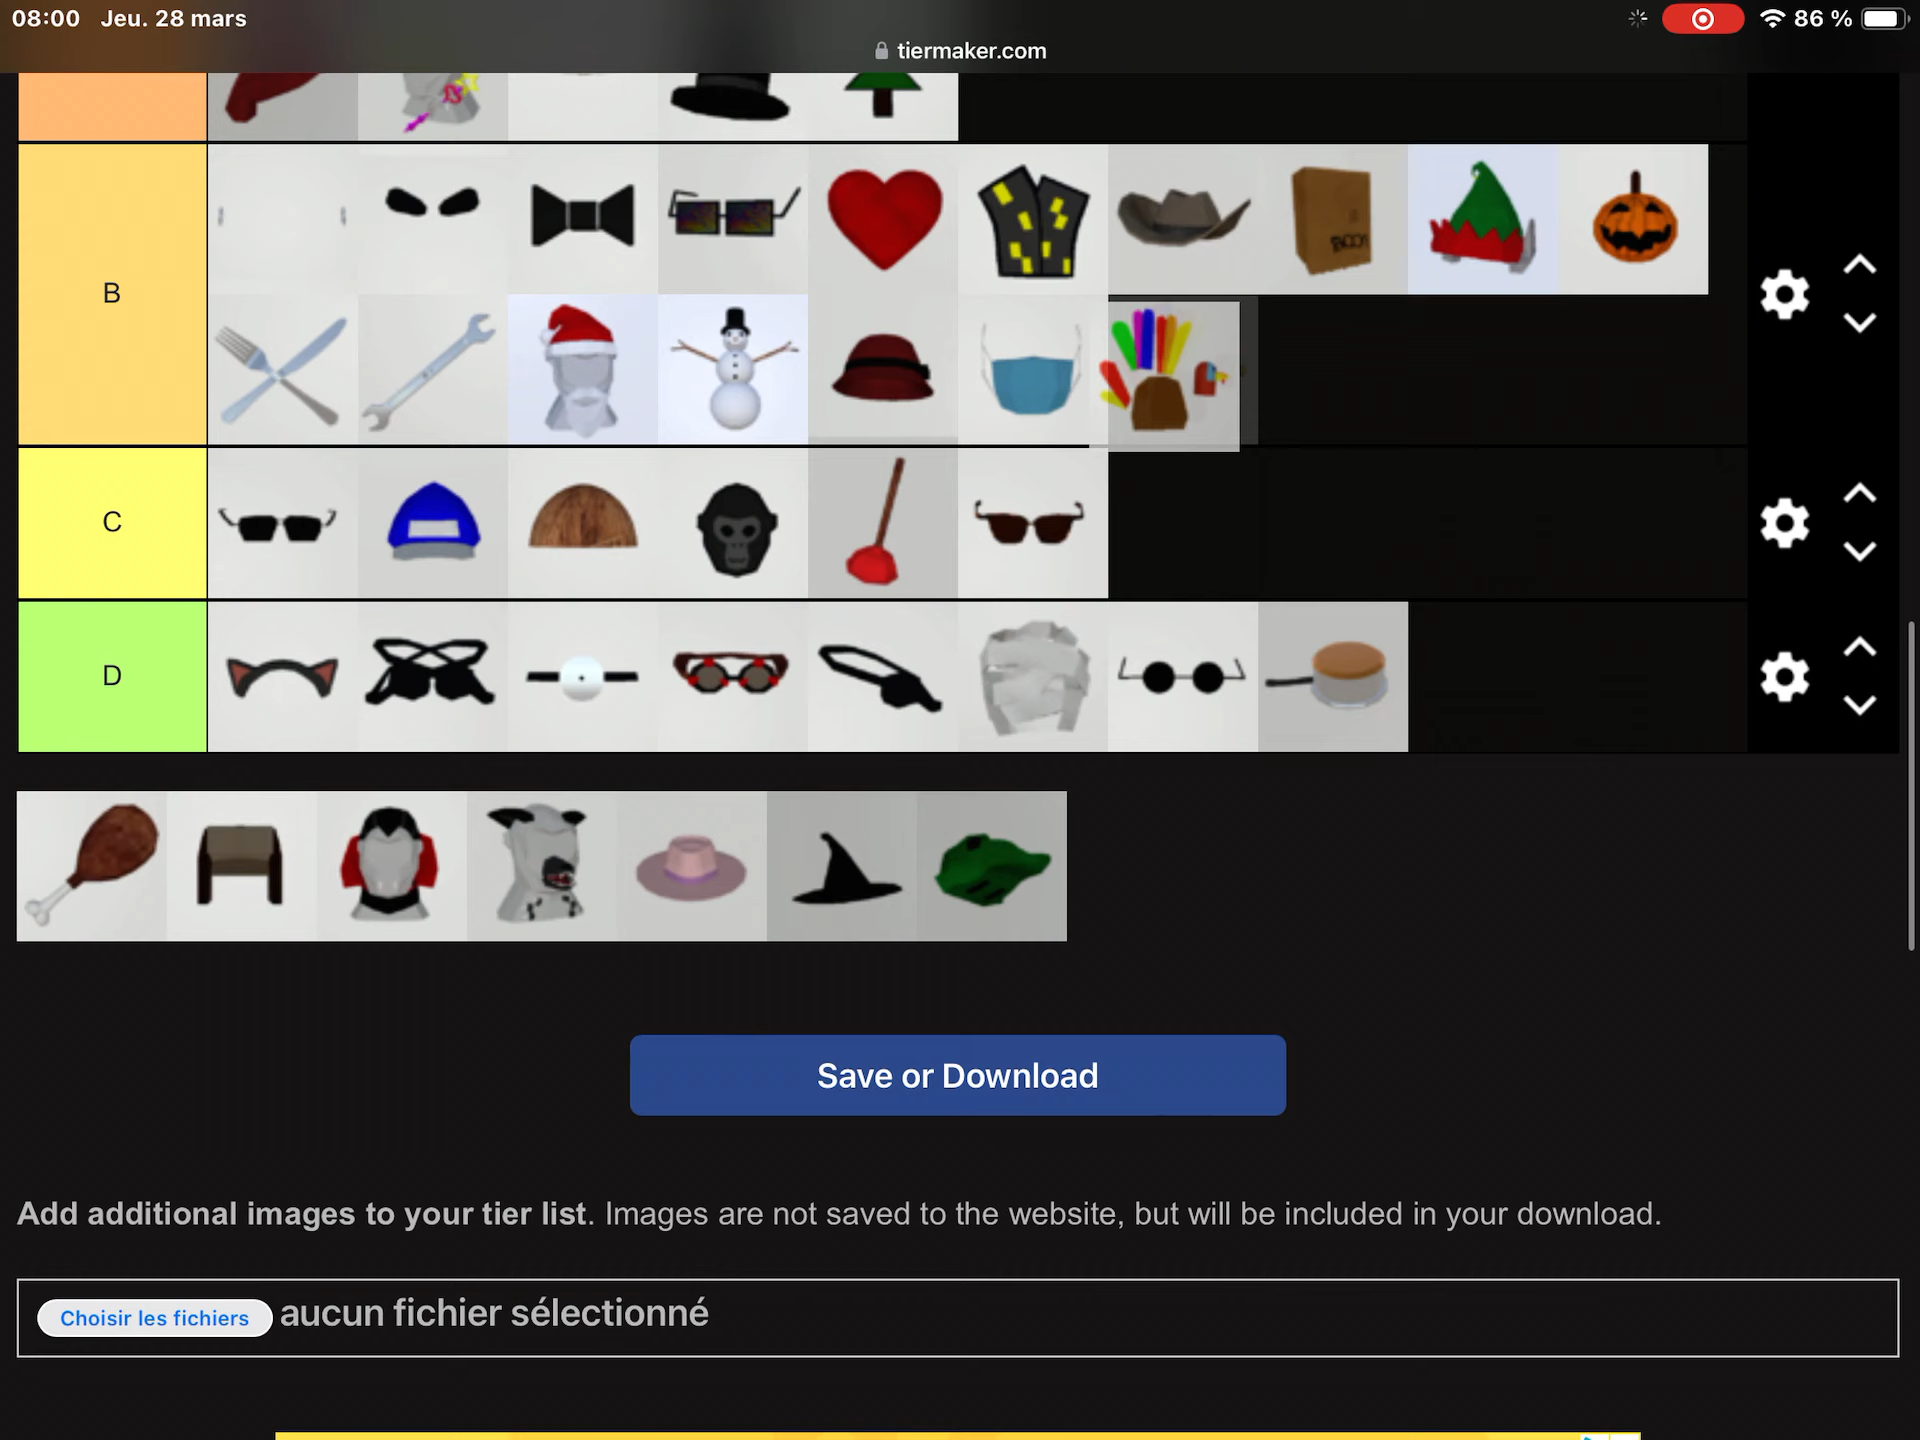 08:00 Jeu. 28 mars
86 %
tiermaker.com
B
BOO!
C
D
Save or Download
Add additional images to your tier list. Images are not saved to the website, but will be included in your download.
Choisir les fichiers aucun fichier sélectionné